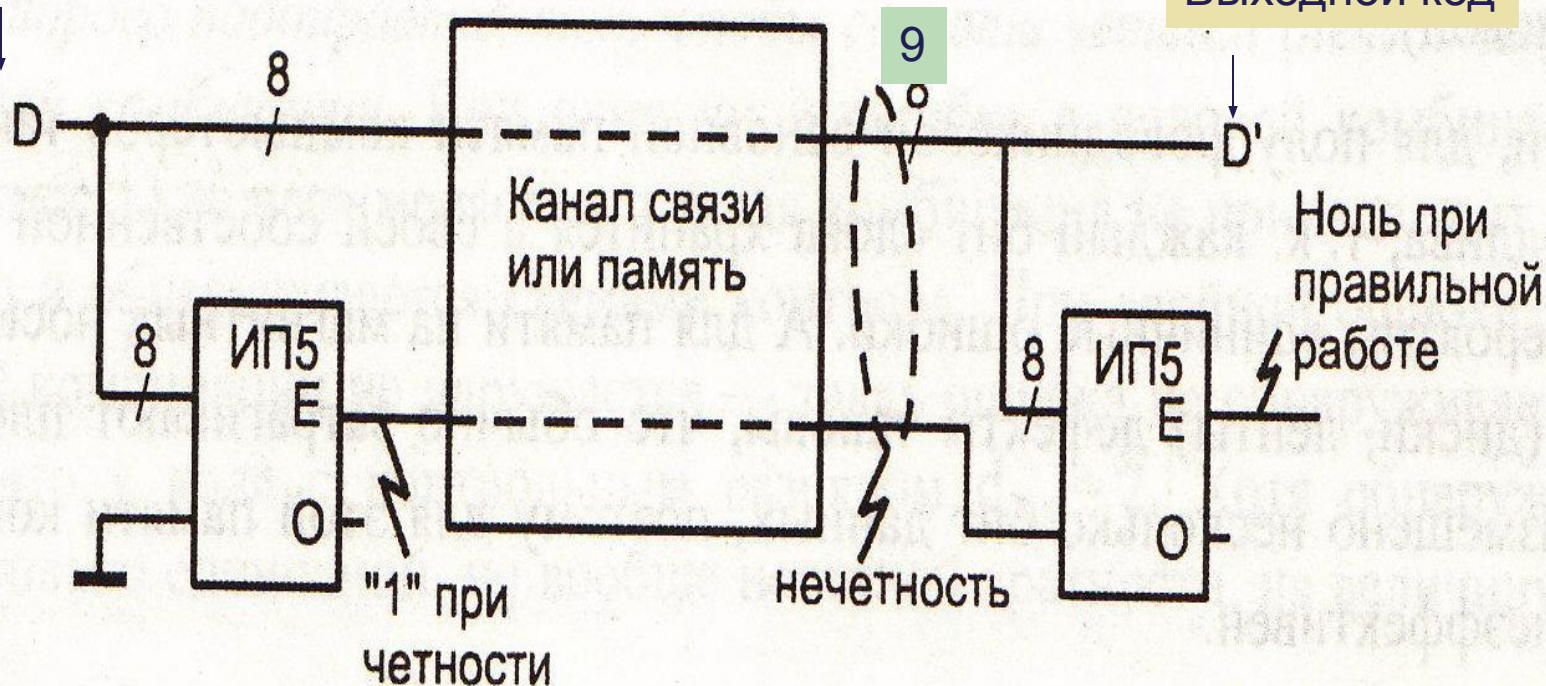 Выходной код
9
8
D
D'
Канал связи
или память
Ноль при
правильной
работе
8
ИП5
E
O
8
ИП5
E
O
"1" при
четности
нечетность